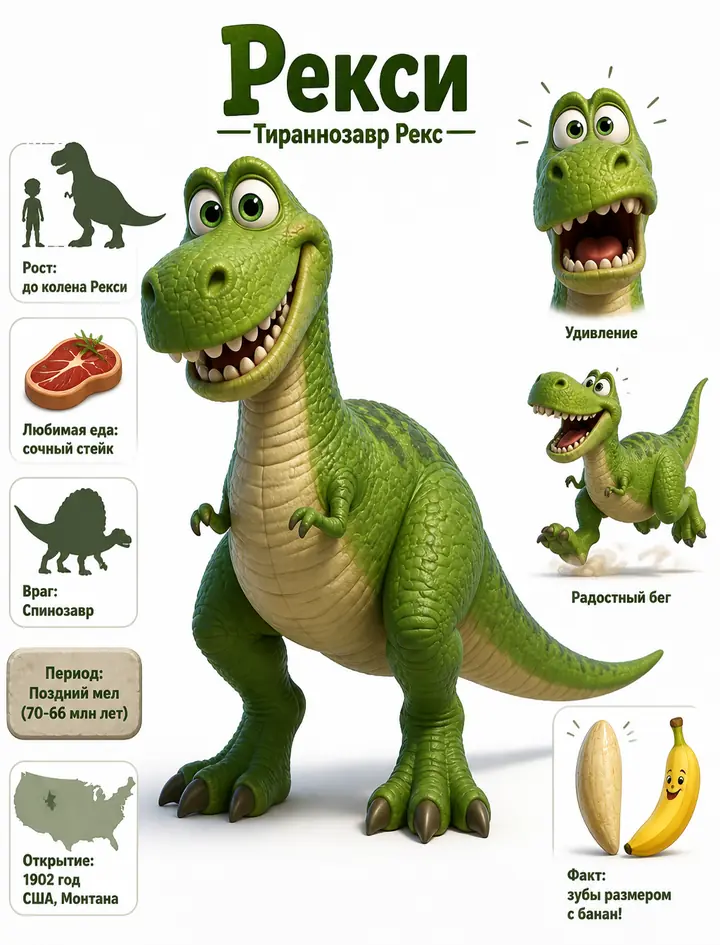 Рекси
Тираннозавр Рекс
Рост:
до колена Рекси
Любимая еда:
сочный стейк
Враг:
Спинозавр
Период:
Поздний мел
(70-66 млн лет)
Открытие:
1902 год
США, Монтана
Удивление
Радостный бег
Факт:
зубы размером
с банан!